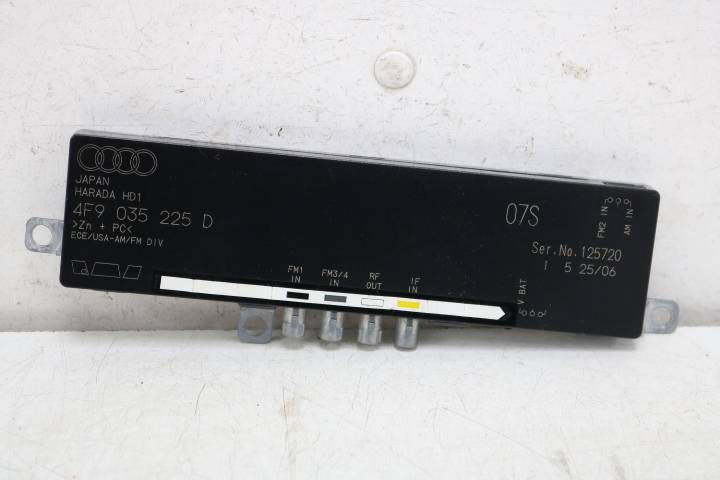 JAPAN
HARADA HD1
4F9 035 225 D
>Zn + PC<
ECE/USA-AM/FM DIV
FM1 IN
FM3/4 IN
RF OUT
IF IN
07S
Ser.No.125720
I 5 25/06
FM2 IN
AM IN
V BAT